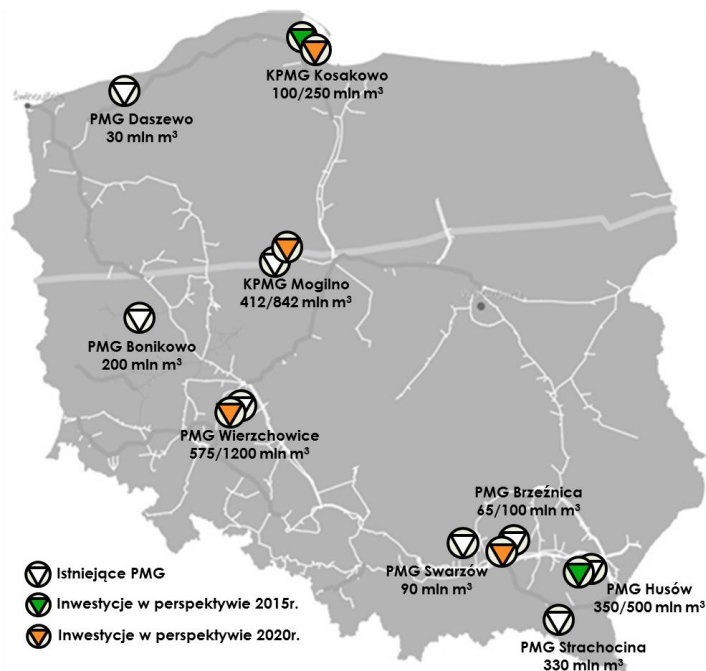 KPMG Kosakowo
100/250 mln m³
PMG Daszewo
30 mln m³
KPMG Mogilno
412/842 mln m³
PMG Bonikowo
200 mln m³
PMG Wierzchowice
575/1200 mln m³
PMG Brzeźnica
65/100 mln m³
PMG Swarzów
90 mln m³
PMG Husów
350/500 mln m³
PMG Strachocina
330 mln m³
Istniejące PMG
Inwestycje w perspektywie 2015r.
Inwestycje w perspektywie 2020r.